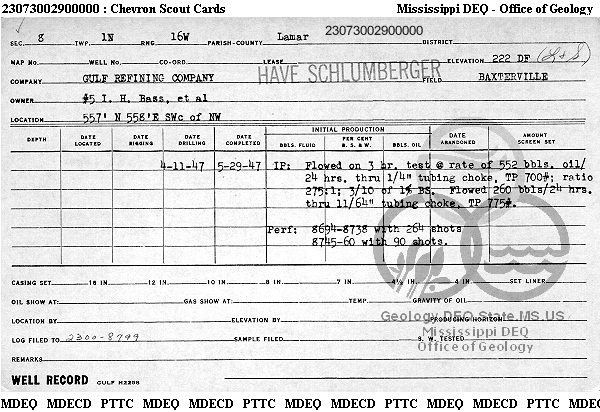 23073002900000 : Chevron Scout Cards Mississippi DEQ - Office of Geology
SEC. 8 TWP. 1N RNG. 16W PARISH-COUNTY Lamar 23073002900000 DISTRICT
MAP NO. WELL NO. CO-ORD. LEASE ELEVATION 222 DF (L+S)
COMPANY GULF REFINING COMPANY HAVE SCHLUMBERGER FIELD BAXTERVILLE
OWNER #5 I. H. Bass, et al
LOCATION 557' N 558'E SWc of NW
DEPTH DATE LOCATED DATE RIGGING DATE DRILLING DATE COMPLETED INITIAL PRODUCTION BBLS. FLUID PER CENT B. S. & W. BBLS. OIL DATE ABANDONED AMOUNT SCREEN SET
4-11-47 5-29-47 IP: Flowed on 3 hr. test @ rate of 552 bbls. oil/
24 hrs. thru 1/4" tubing choke, TP 700#; ratio
275:1; 3/10 of 1% BS. Flowed 260 bbls/24 hrs.
thru 11/64" tubing choke, TP 775#.
Perf: 8694-8738 with 264 shots
8745-60 with 90 shots.
CASING SET 16 IN 12 IN 10 IN 8 IN 7 IN 4½ IN 4 IN SET LINER
OIL SHOW AT: GAS SHOW AT: TEMP. GRAVITY OF OIL
Geology.DEQ.State.MS.US
LOCATION BY ELEVATION BY PRODUCING HORIZON
Mississippi DEQ
LOG FILED TO 2300-8799 SAMPLE FILED S. W. TESTED
Office of Geology
REMARKS
WELL RECORD GULF H2286
MDEQ MDECD PTTC MDEQ MDECD PTTC MDEQ MDECD PTTC MDEQ MDECD PTTC MDEQ